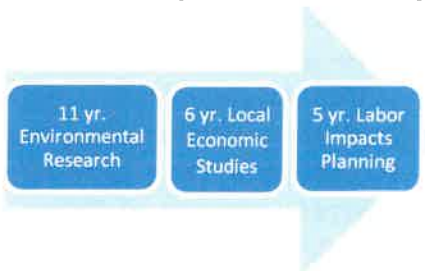 11 yr.
Environmental
Research
6 yr. Local
Economic
Studies
5 yr. Labor
Impacts
Planning